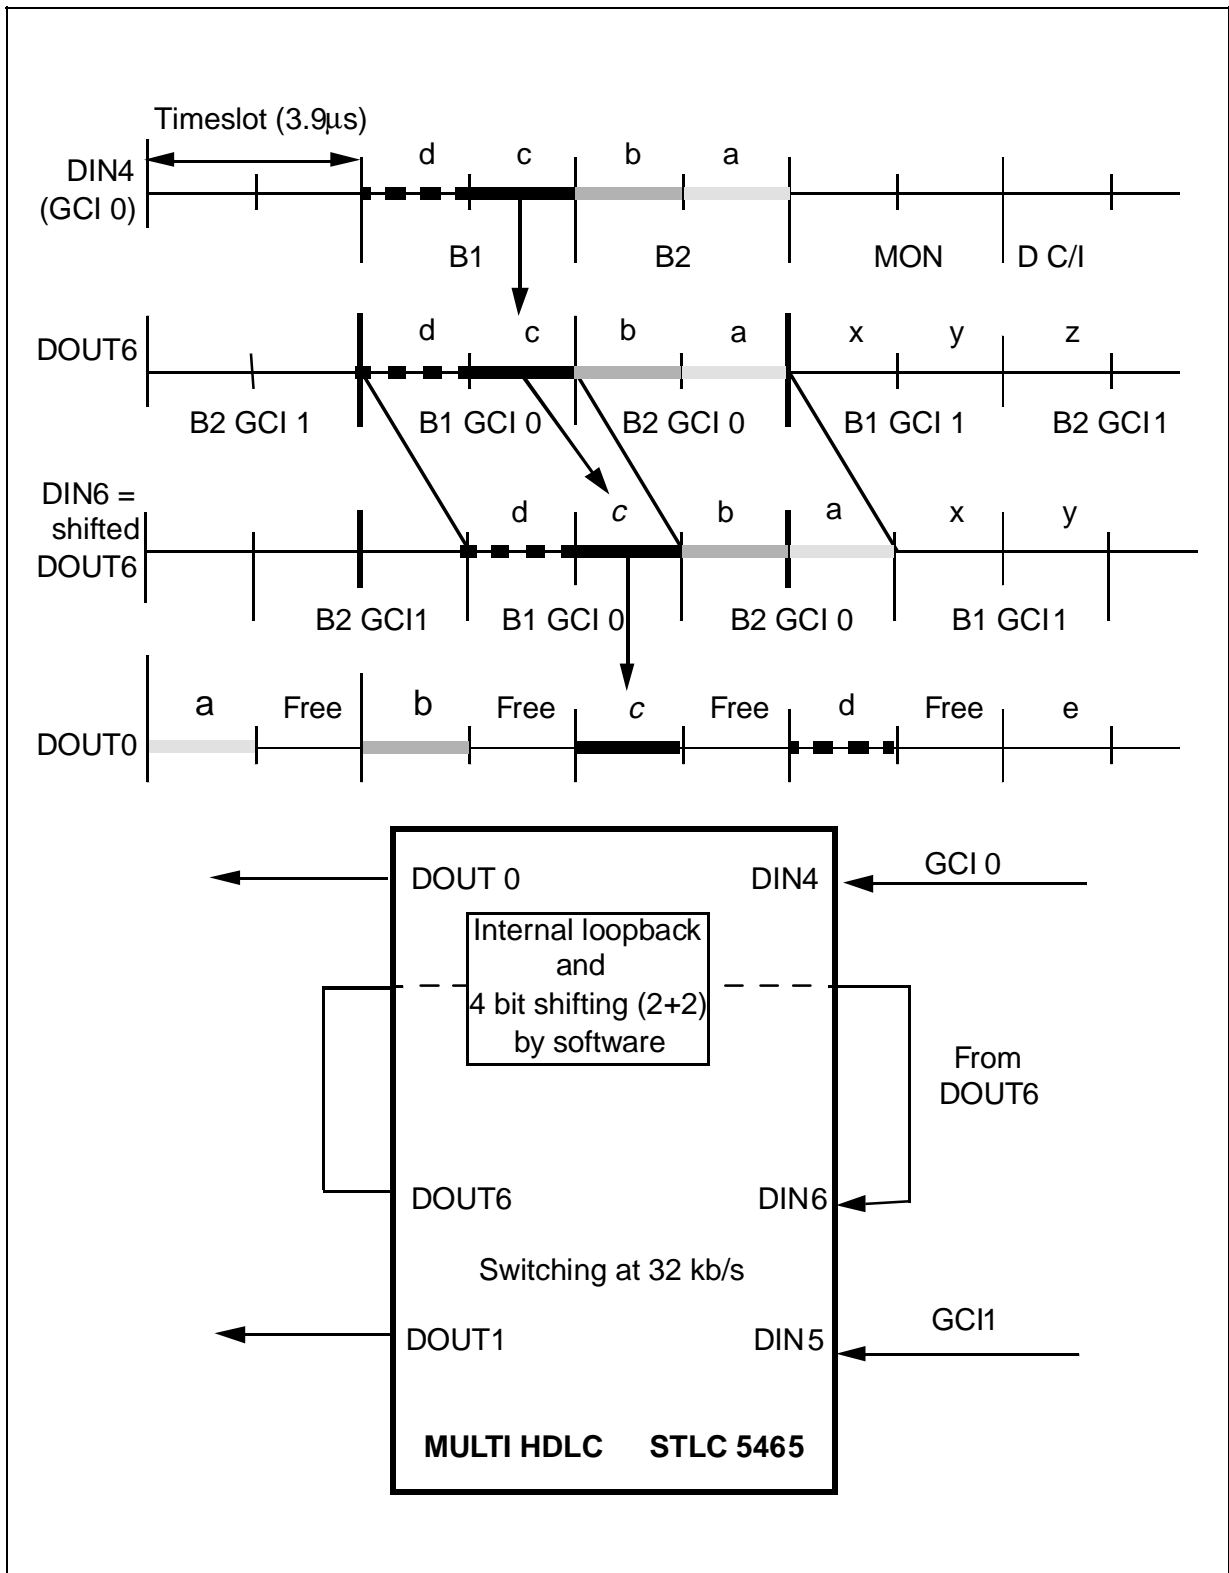 Timeslot (3.9µs)
DIN4
(GCI 0)
d c b a
B1 B2 MON D C/I
DOUT6
d c b a x y z
B2 GCI 1 B1 GCI 0 B2 GCI 0 B1 GCI 1 B2 GCI1
DIN6 =
shifted
DOUT6
d c b a x y
B2 GCI1 B1 GCI 0 B2 GCI 0 B1 GCI1
DOUT0
a Free b Free c Free d Free e
DOUT 0 DIN4 GCI 0
Internal loopback
and
4 bit shifting (2+2)
by software
From
DOUT6
DOUT6 DIN6
Switching at 32 kb/s
DOUT1 DIN5 GCI1
MULTI HDLC STLC 5465